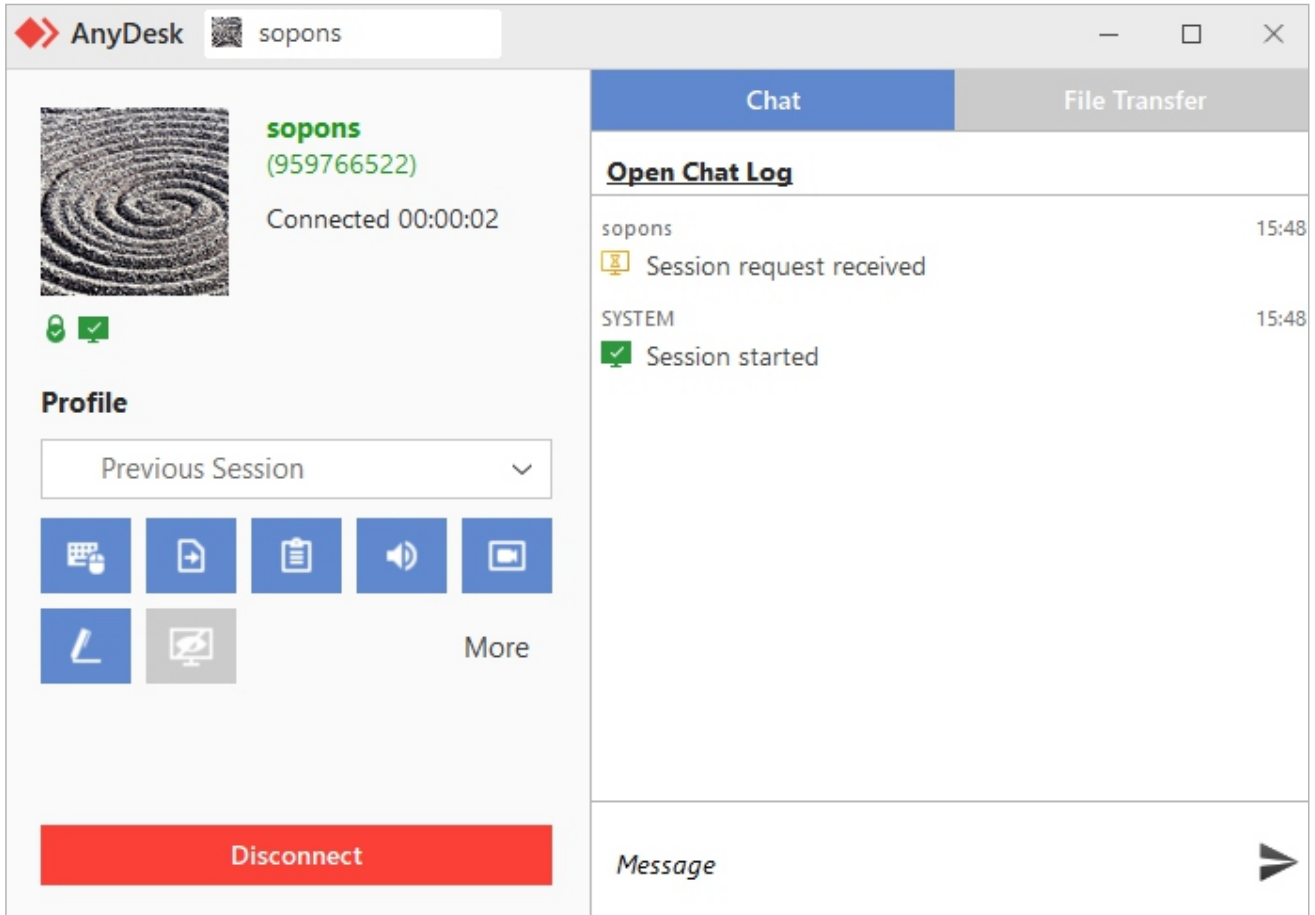 AnyDesk sopons
sopons
(959766522)
Connected 00:00:02
Profile
Previous Session
More
Disconnect
Chat File Transfer
Open Chat Log
sopons 15:48
Session request received
SYSTEM 15:48
Session started
Message